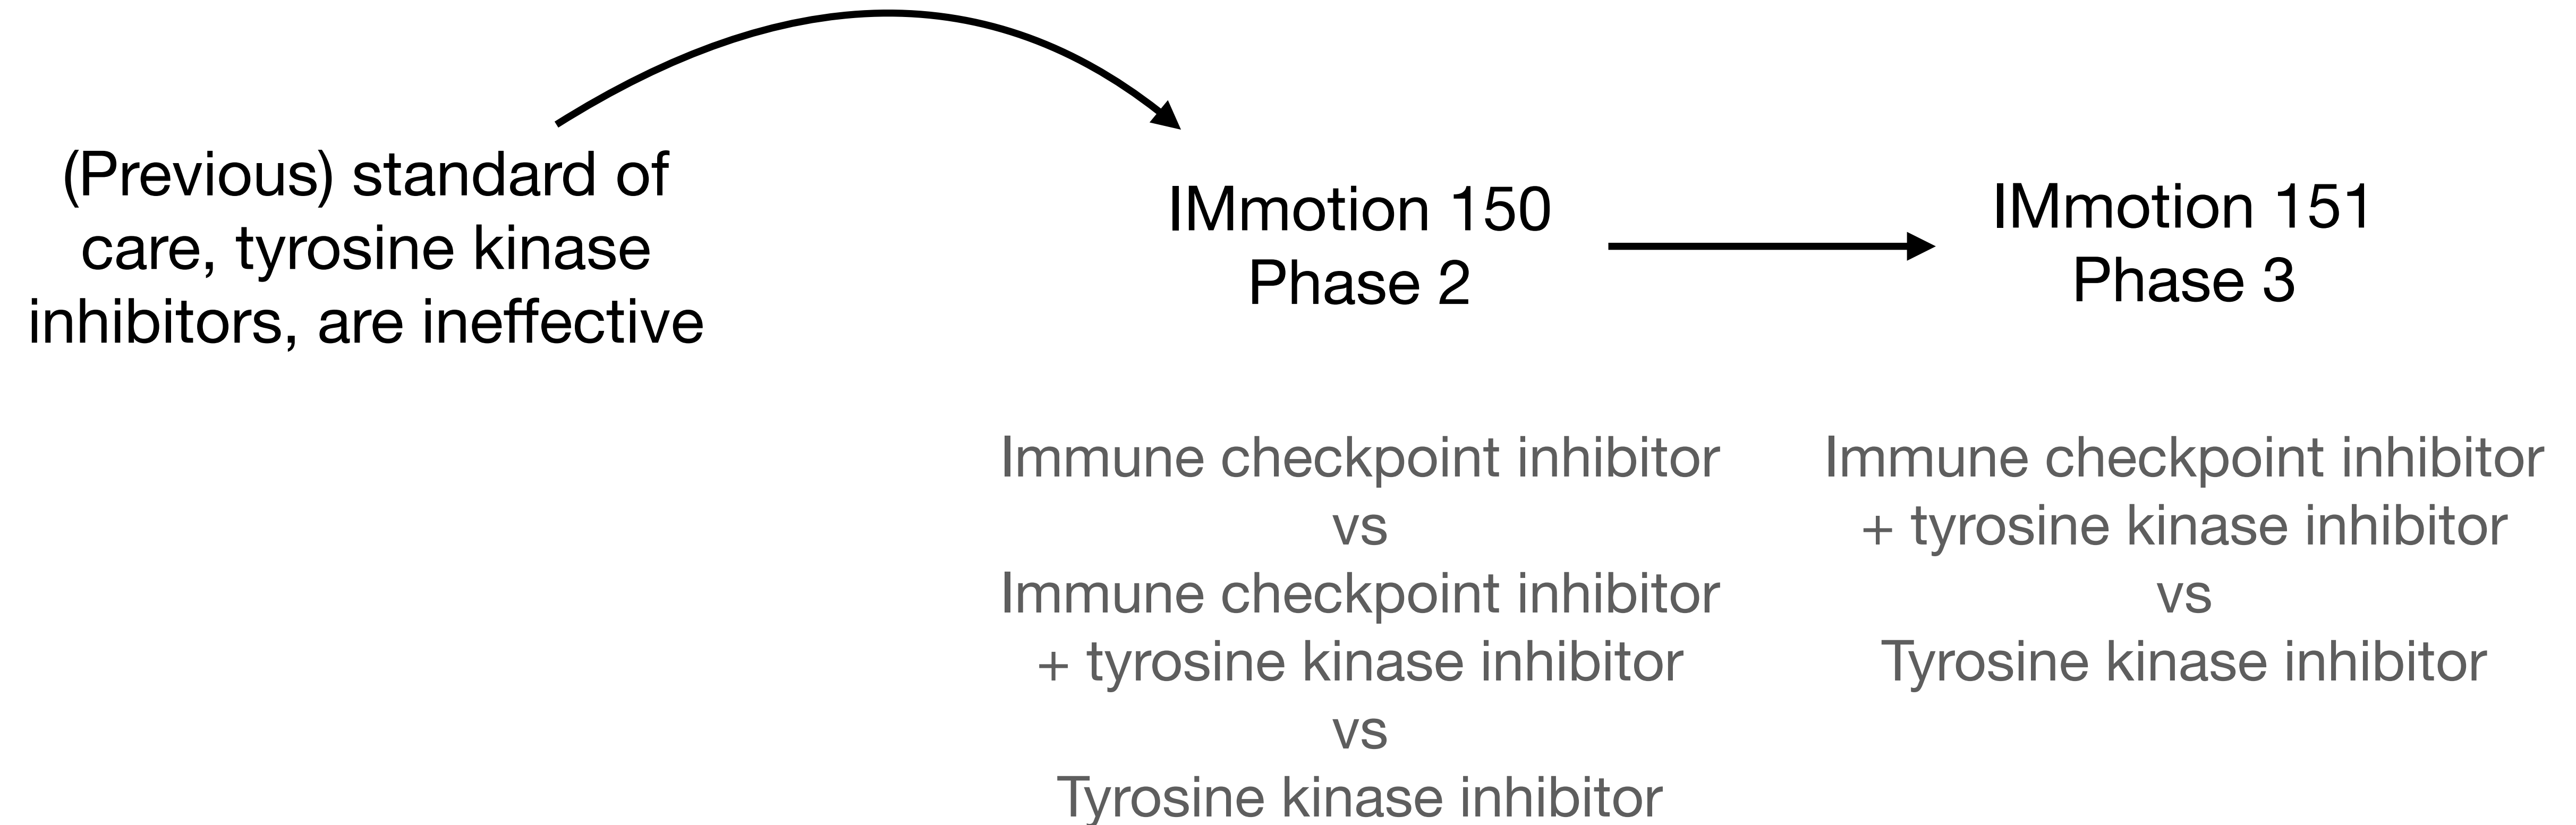 (Previous) standard of
care, tyrosine kinase
inhibitors, are ineffective
IMmotion 150
Phase 2
Immune checkpoint inhibitor
vs
Immune checkpoint inhibitor
+ tyrosine kinase inhibitor
vs
Tyrosine kinase inhibitor
IMmotion 151
Phase 3
Immune checkpoint inhibitor
+ tyrosine kinase inhibitor
vs
Tyrosine kinase inhibitor